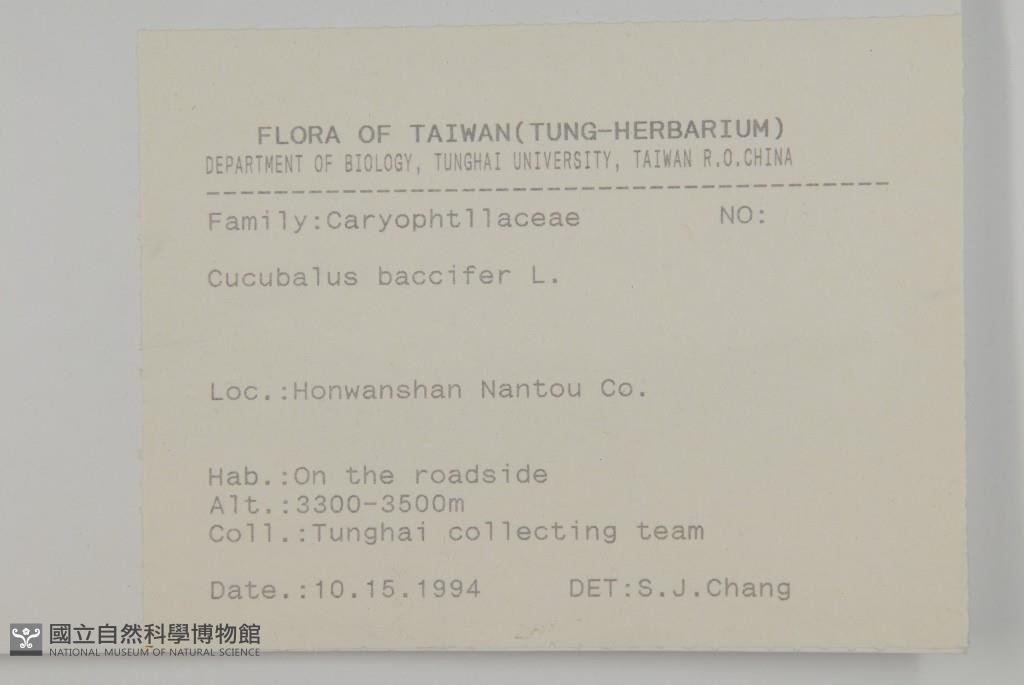 FLORA OF TAIWAN(TUNG-HERBARIUM)
DEPARTMENT OF BIOLOGY, TUNGHAI UNIVERSITY, TAIWAN R.O.CHINA
Family:Caryophtllaceae NO:
Cucubalus baccifer L.
Loc.:Honwanshan Nantou Co.
Hab.:On the roadside
Alt.:3300-3500m
Coll.:Tunghai collecting team
Date.:10.15.1994 DET:S.J.Chang
國立自然科學博物館
NATIONAL MUSEUM OF NATURAL SCIENCE